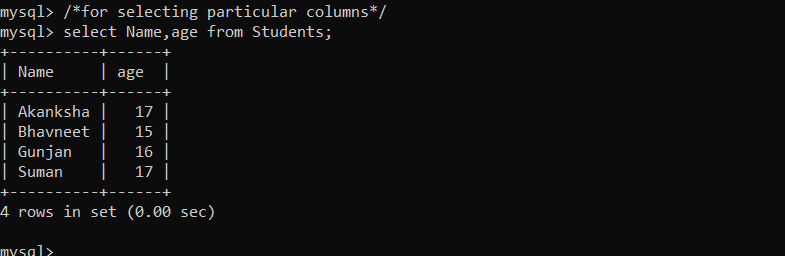 mysql> /*for selecting particular columns*/
mysql> select Name,age from Students;
+----------+------+
| Name     | age  |
+----------+------+
| Akanksha |   17 |
| Bhavneet |   15 |
| Gunjan   |   16 |
| Suman    |   17 |
+----------+------+
4 rows in set (0.00 sec)
mysql>